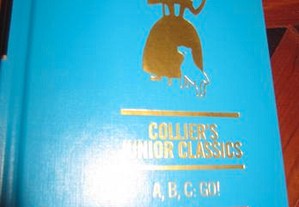 COLLIER'S
JUNIOR CLASSICS
A, B, C: GO!